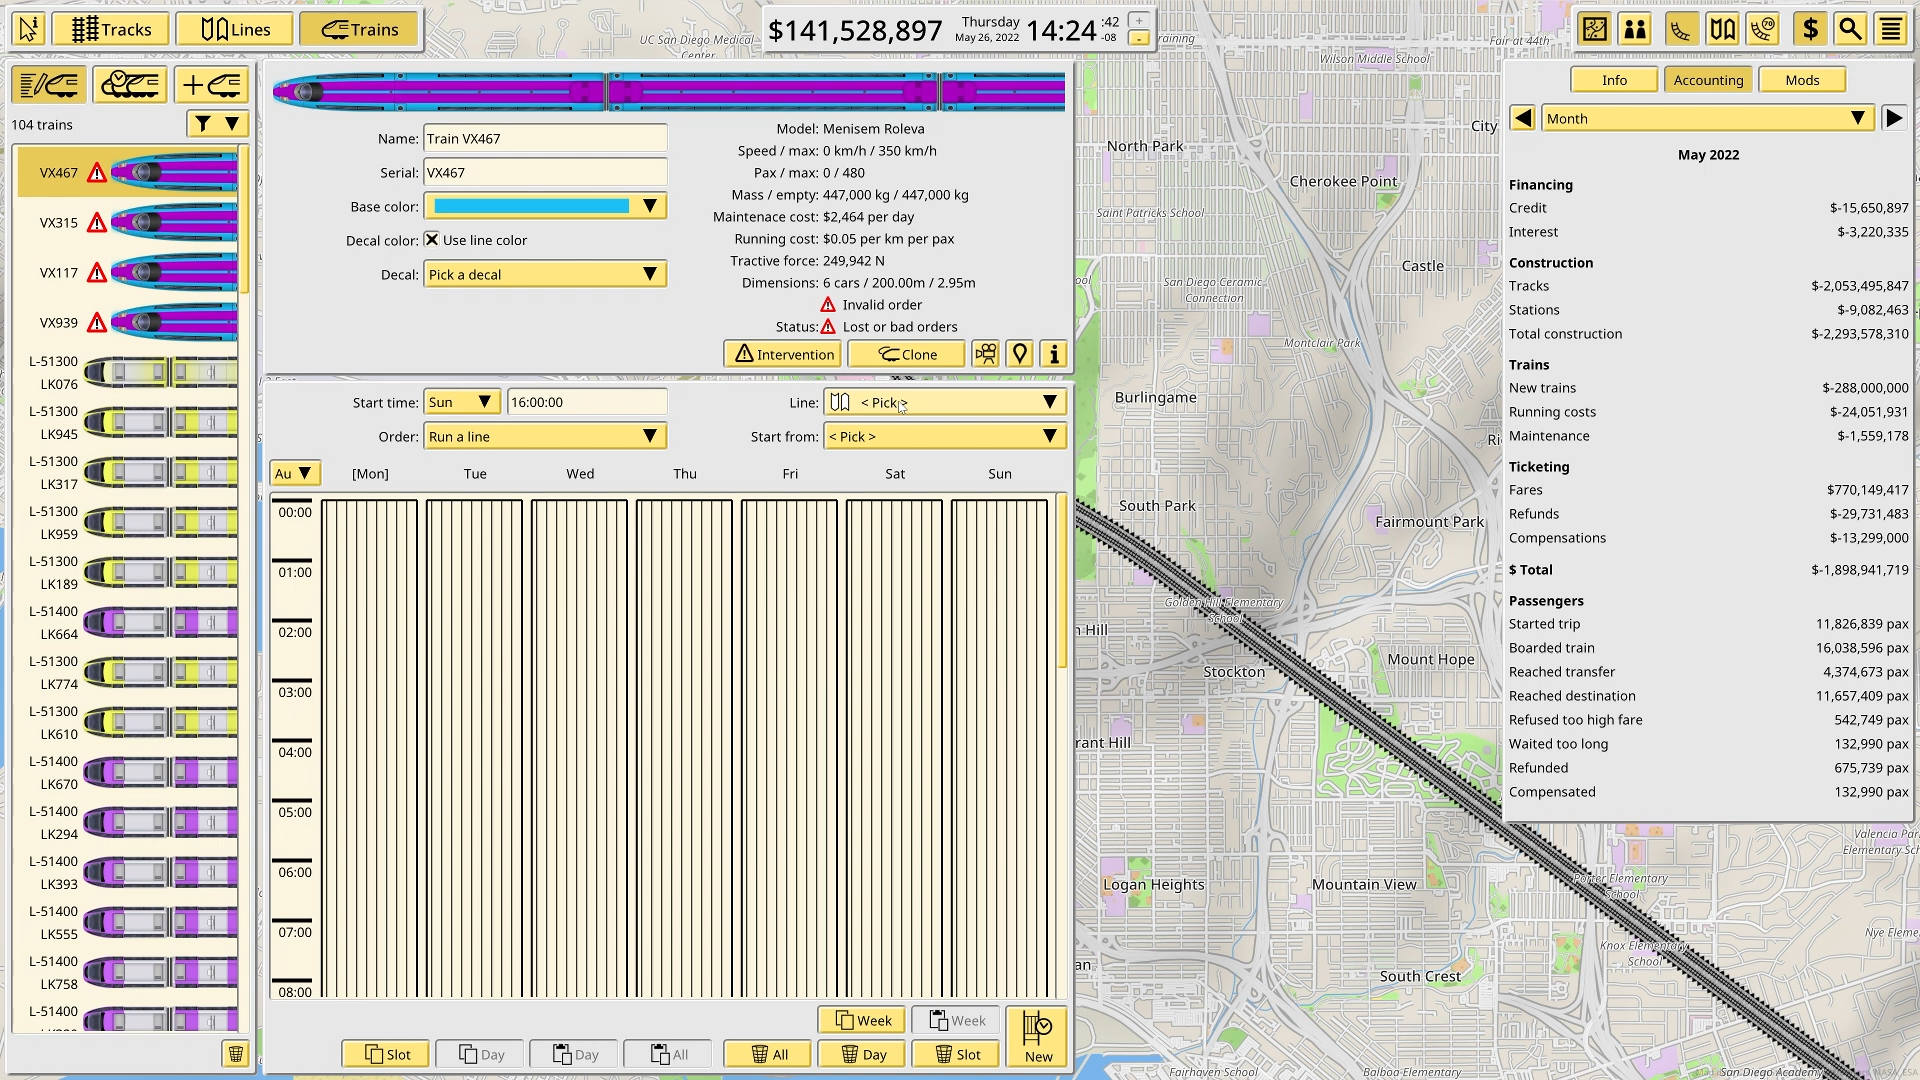 Tracks
Lines
Trains
$141,528,897
Thursday
May 26, 2022
14:24
:42
-08
+
-
104 trains
VX467
VX315
VX117
VX939
L-51300
LK076
L-51300
LK945
L-51300
LK317
L-51300
LK959
L-51300
LK189
L-51400
LK664
L-51300
LK774
L-51300
LK610
L-51400
LK670
L-51400
LK294
L-51400
LK393
L-51400
LK555
L-51400
LK758
L-51400
Name: Train VX467
Serial: VX467
Base color:
Decal color: Use line color
Decal: Pick a decal
Model: Menisem Roleva
Speed / max: 0 km/h / 350 km/h
Pax / max: 0 / 480
Mass / empty: 447,000 kg / 447,000 kg
Maintenace cost: $2,464 per day
Running cost: $0.05 per km per pax
Tractive force: 249,942 N
Dimensions: 6 cars / 200.00m / 2.95m
Invalid order
Status: Lost or bad orders
Intervention
Clone
Start time: Sun 16:00:00
Line: < Pick >
Order: Run a line
Start from: < Pick >
Au [Mon] Tue Wed Thu Fri Sat Sun
00:00
01:00
02:00
03:00
04:00
05:00
06:00
07:00
08:00
Week
Week
Slot
Day
Day
All
All
Day
Slot
New
Info
Accounting
Mods
Month
May 2022
Financing
Credit $-15,650,897
Interest $-3,220,335
Construction
Tracks $-2,053,495,847
Stations $-9,082,463
Total construction $-2,293,578,310
Trains
New trains $-288,000,000
Running costs $-24,051,931
Maintenance $-1,559,178
Ticketing
Fares $770,149,417
Refunds $-29,731,483
Compensations $-13,299,000
$ Total $-1,898,941,719
Passengers
Started trip 11,826,839 pax
Boarded train 16,038,596 pax
Reached transfer 4,374,673 pax
Reached destination 11,657,409 pax
Refused too high fare 542,749 pax
Waited too long 132,990 pax
Refunded 675,739 pax
Compensated 132,990 pax
UC San Diego Medical
Center
Wilson Middle School
Fair at 44th
City
North Park
Cherokee Point
Saint Patricks School
Castle
San Diego Ceramic
Connection
Montclair Park
Burlingame
South Park
Fairmount Park
Golden Hill Elementary
School
Hill
Stockton
Mount Hope
rant Hill
Logan Heights
Mountain View
South Crest
Porter Elementary
School
Knox Elementary
School
Valencia Park
Elementary Sch
Nye Eleme
Fairhaven School
Balboa-Elementary
San Diego Academy
70